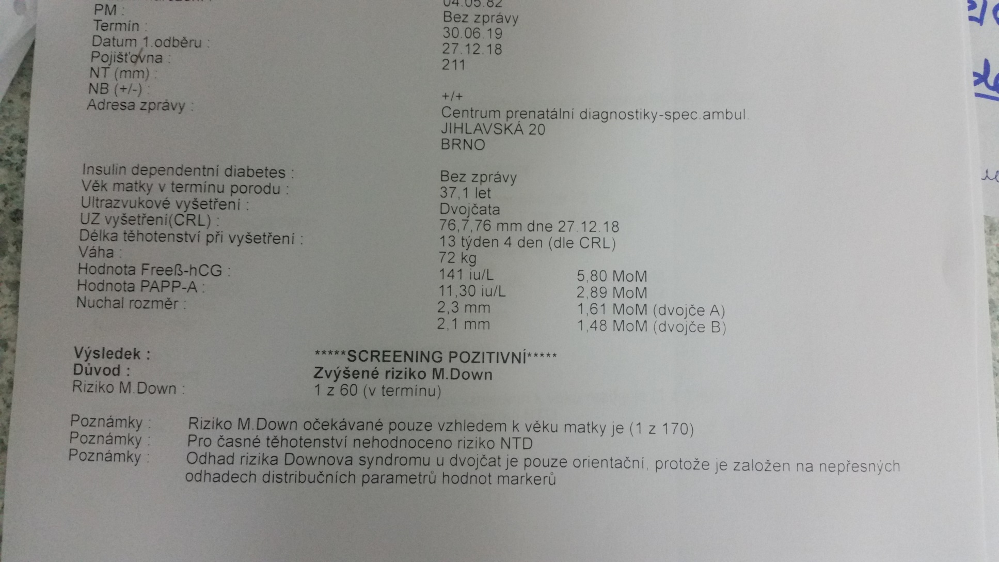 04.05.82
PM : Bez zprávy
Termín : 30.06.19
Datum 1.odběru : 27.12.18
Pojišťovna : 211
NT (mm) :
NB (+/-) : +/+
Adresa zprávy : Centrum prenatální diagnostiky-spec.ambul.
JIHLAVSKÁ 20
BRNO
Insulin dependentní diabetes : Bez zprávy
Věk matky v termínu porodu : 37,1 let
Ultrazvukové vyšetření : Dvojčata
UZ vyšetření(CRL) : 76,7,76 mm dne 27.12.18
Délka těhotenství při vyšetření : 13 týden 4 den (dle CRL)
Váha : 72 kg
Hodnota Freeß-hCG : 141 iu/L 5,80 MoM
Hodnota PAPP-A : 11,30 iu/L 2,89 MoM
Nuchal rozměr : 2,3 mm 1,61 MoM (dvojče A)
2,1 mm 1,48 MoM (dvojče B)
Výsledek : *****SCREENING POZITIVNÍ*****
Důvod : Zvýšené riziko M.Down
Riziko M.Down : 1 z 60 (v termínu)
Poznámky : Riziko M.Down očekávané pouze vzhledem k věku matky je (1 z 170)
Poznámky : Pro časné těhotenství nehodnoceno riziko NTD
Poznámky : Odhad rizika Downova syndromu u dvojčat je pouze orientační, protože je založen na nepřesných
odhadech distribučních parametrů hodnot markerů